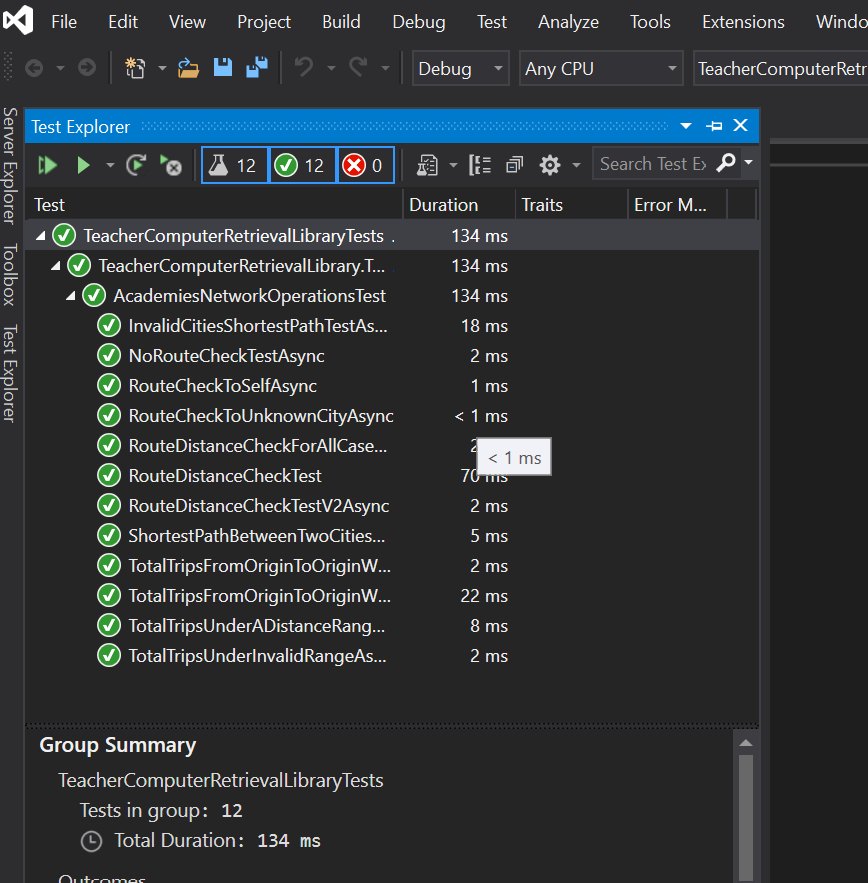 File Edit View Project Build Debug Test Analyze Tools Extensions Windo
Debug Any CPU TeacherComputerRetr
Server Explorer
Toolbox
Test Explorer
Test Explorer
12 12 0 Search Test Ex
Test Duration Traits Error M...
TeacherComputerRetrievalLibraryTests . 134 ms
TeacherComputerRetrievalLibrary.T... 134 ms
AcademiesNetworkOperationsTest 134 ms
InvalidCitiesShortestPathTestAs... 18 ms
NoRouteCheckTestAsync 2 ms
RouteCheckToSelfAsync 1 ms
RouteCheckToUnknownCityAsync < 1 ms
RouteDistanceCheckForAllCase...
< 1 ms
RouteDistanceCheckTest 70 ms
RouteDistanceCheckTestV2Async 2 ms
ShortestPathBetweenTwoCities... 5 ms
TotalTripsFromOriginToOriginW... 2 ms
TotalTripsFromOriginToOriginW... 22 ms
TotalTripsUnderADistanceRang... 8 ms
TotalTripsUnderInvalidRangeAs... 2 ms
Group Summary
TeacherComputerRetrievalLibraryTests
Tests in group: 12
Total Duration: 134 ms
Outcomes